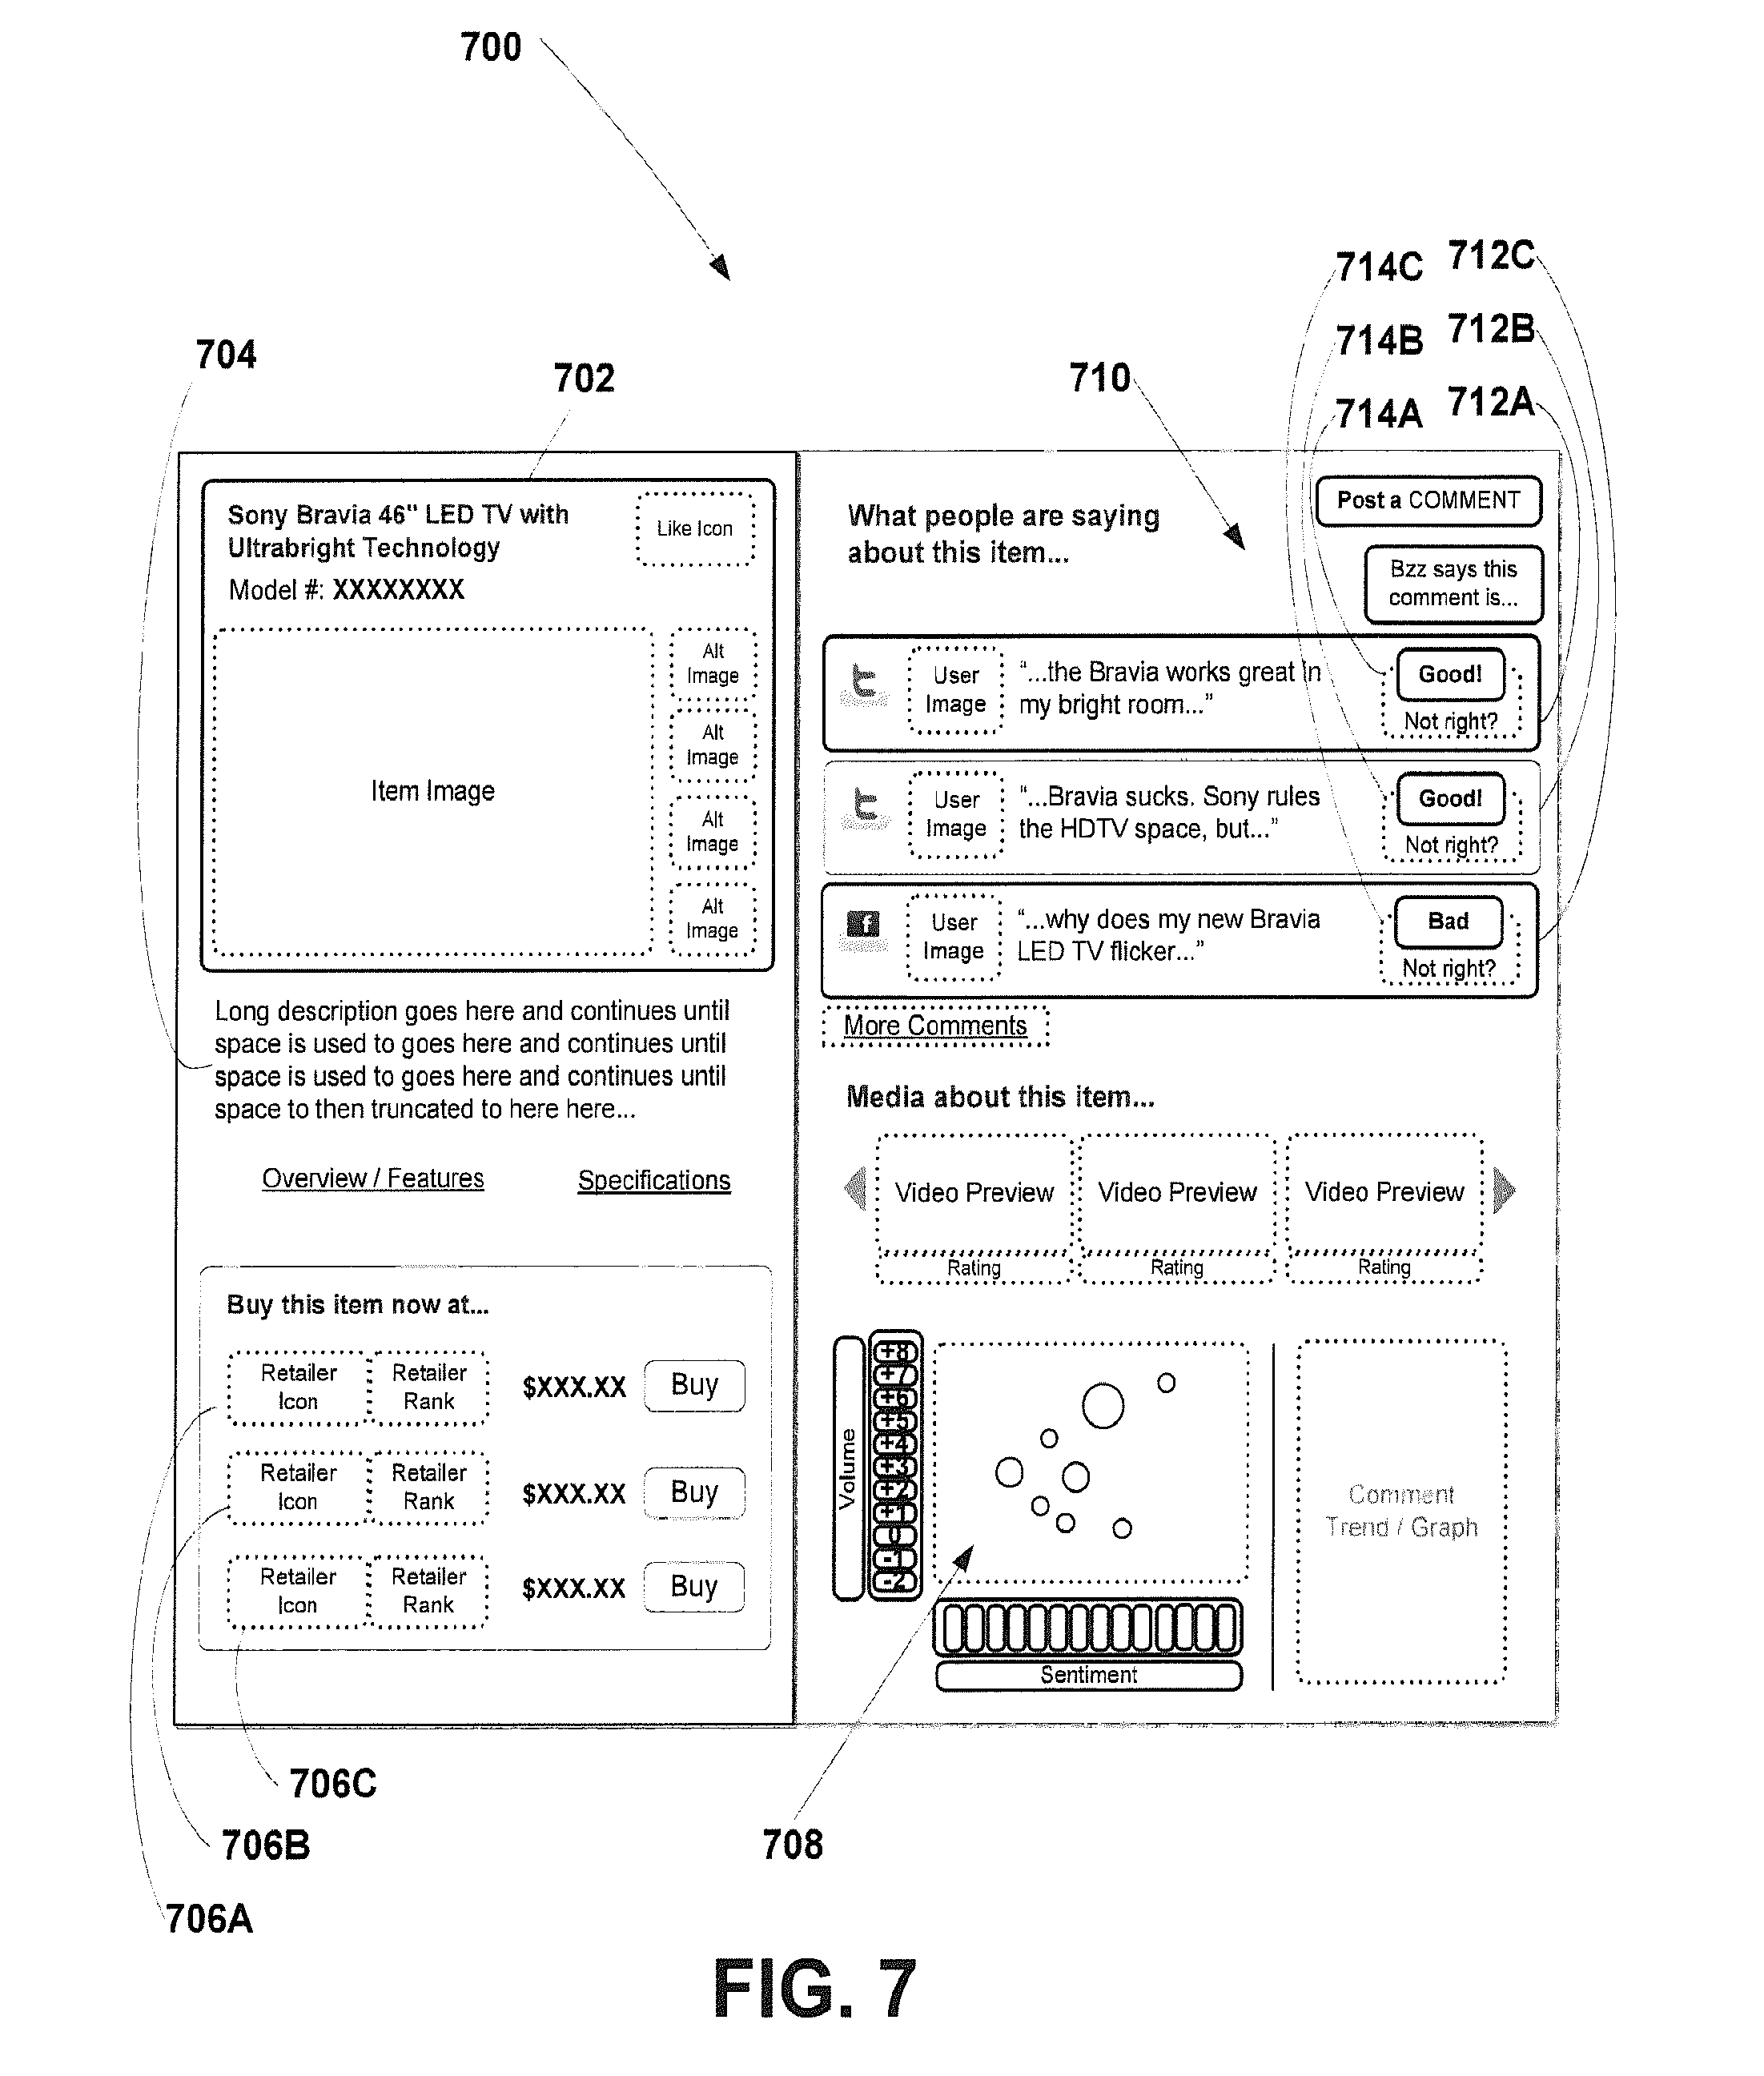 700
714C 712C
714B 712B
714A 712A
704
702
710
Sony Bravia 46" LED TV with
Ultrabright Technology
Model #: XXXXXXXX
Like Icon
Item Image
Alt
Image
Alt
Image
Alt
Image
Alt
Image
Long description goes here and continues until
space is used to goes here and continues until
space is used to goes here and continues until
space to then truncated to here here...
Overview / Features
Specifications
Buy this item now at...
Retailer
Icon
Retailer
Rank
$XXX.XX
Buy
Retailer
Icon
Retailer
Rank
$XXX.XX
Buy
Retailer
Icon
Retailer
Rank
$XXX.XX
Buy
What people are saying
about this item...
Post a COMMENT
Bzz says this
comment is...
User
Image
“...the Bravia works great in
my bright room...”
Good!
Not right?
User
Image
“...Bravia sucks. Sony rules
the HDTV space, but...”
Good!
Not right?
f
User
Image
“...why does my new Bravia
LED TV flicker...”
Bad
Not right?
More Comments
Media about this item...
Video Preview
Rating
Video Preview
Rating
Video Preview
Rating
Volume
+8
+7
+6
+5
+4
+3
+2
+1
0
-1
-2
Sentiment
Comment
Trend / Graph
706C
706B
706A
708
FIG. 7